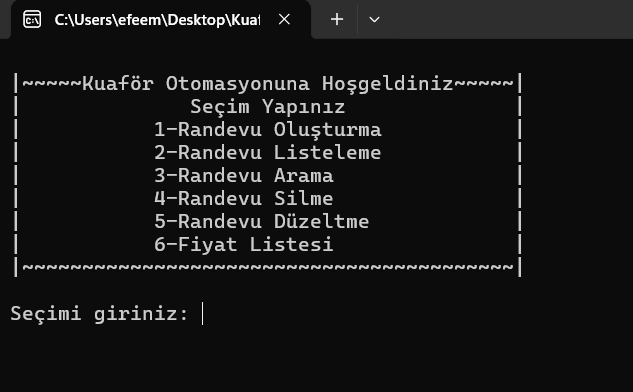 C:\Users\efeem\Desktop\Kuaf
|~~~~~Kuaför Otomasyonuna Hoşgeldiniz~~~~~|
| Seçim Yapınız |
| 1-Randevu Oluşturma |
| 2-Randevu Listeleme |
| 3-Randevu Arama |
| 4-Randevu Silme |
| 5-Randevu Düzeltme |
| 6-Fiyat Listesi |
|~~~~~~~~~~~~~~~~~~~~~~~~~~~~~~~~~~~~~~~~~|
Seçimi giriniz: